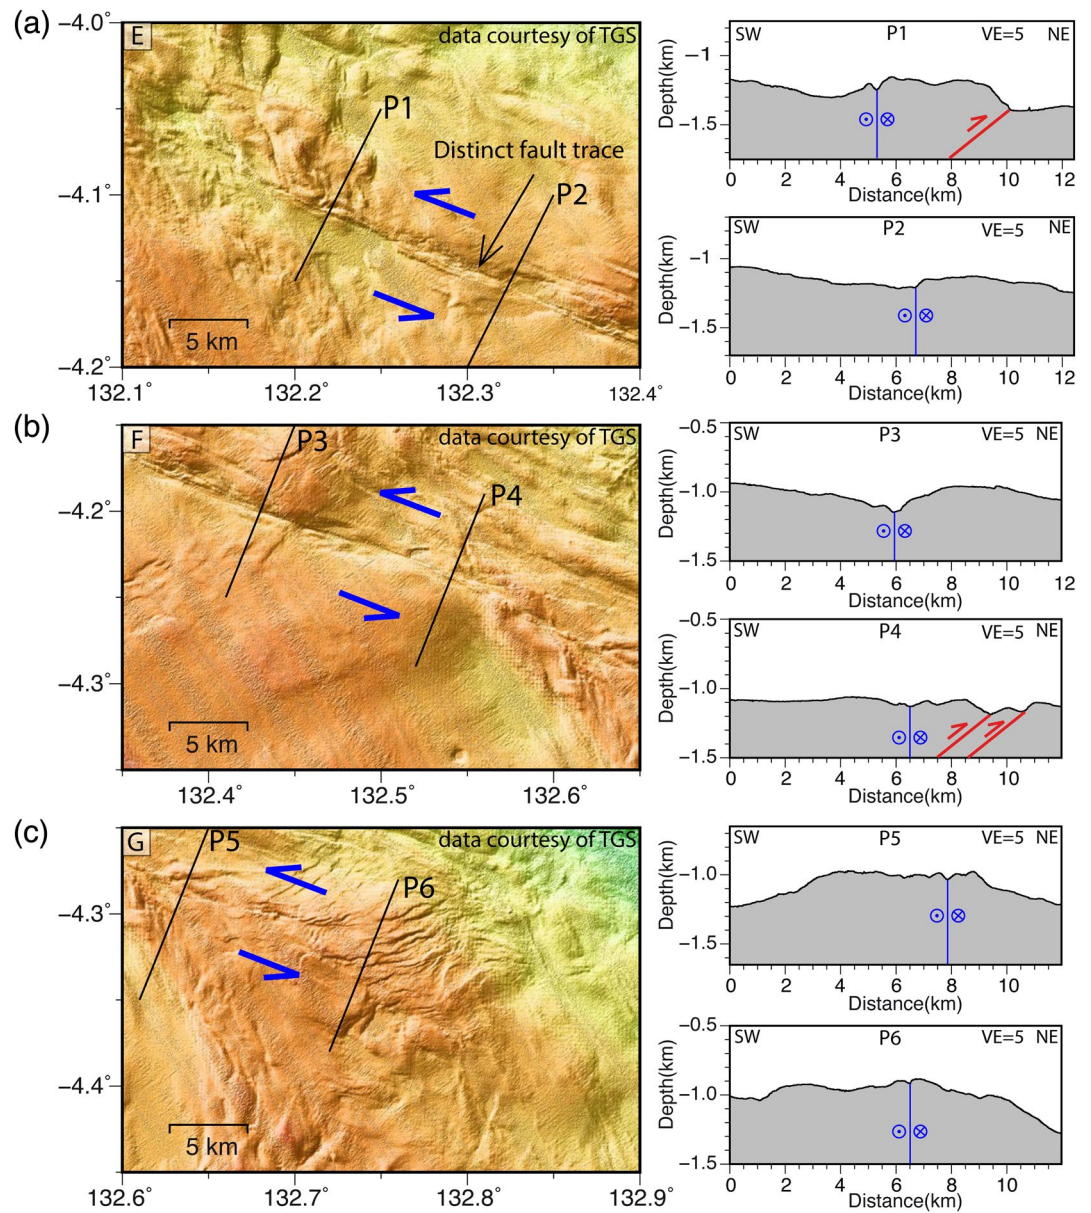 (a)
E
data courtesy of TGS
P1
Distinct fault trace
P2
5 km
−4.0°
−4.1°
−4.2°
132.1°
132.2°
132.3°
132.4°
SW
P1
VE=5
NE
Depth(km)
−1
−1.5
0
2
4
6
8
10
12
Distance(km)
SW
P2
VE=5
NE
Depth(km)
−1
−1.5
0
2
4
6
8
10
12
Distance(km)
(b)
F
data courtesy of TGS
P3
P4
5 km
−4.2°
−4.3°
132.4°
132.5°
132.6°
SW
P3
VE=5
NE
Depth(km)
−0.5
−1.0
−1.5
0
2
4
6
8
10
12
Distance(km)
SW
P4
VE=5
NE
Depth(km)
−0.5
−1.0
−1.5
0
2
4
6
8
10
Distance(km)
(c)
G
data courtesy of TGS
P5
P6
5 km
−4.3°
−4.4°
132.6°
132.7°
132.8°
132.9°
SW
P5
VE=5
NE
Depth(km)
−1.0
−1.5
0
2
4
6
8
10
12
Distance(km)
SW
P6
VE=5
NE
Depth(km)
−0.5
−1.0
−1.5
0
2
4
6
8
10
12
Distance(km)